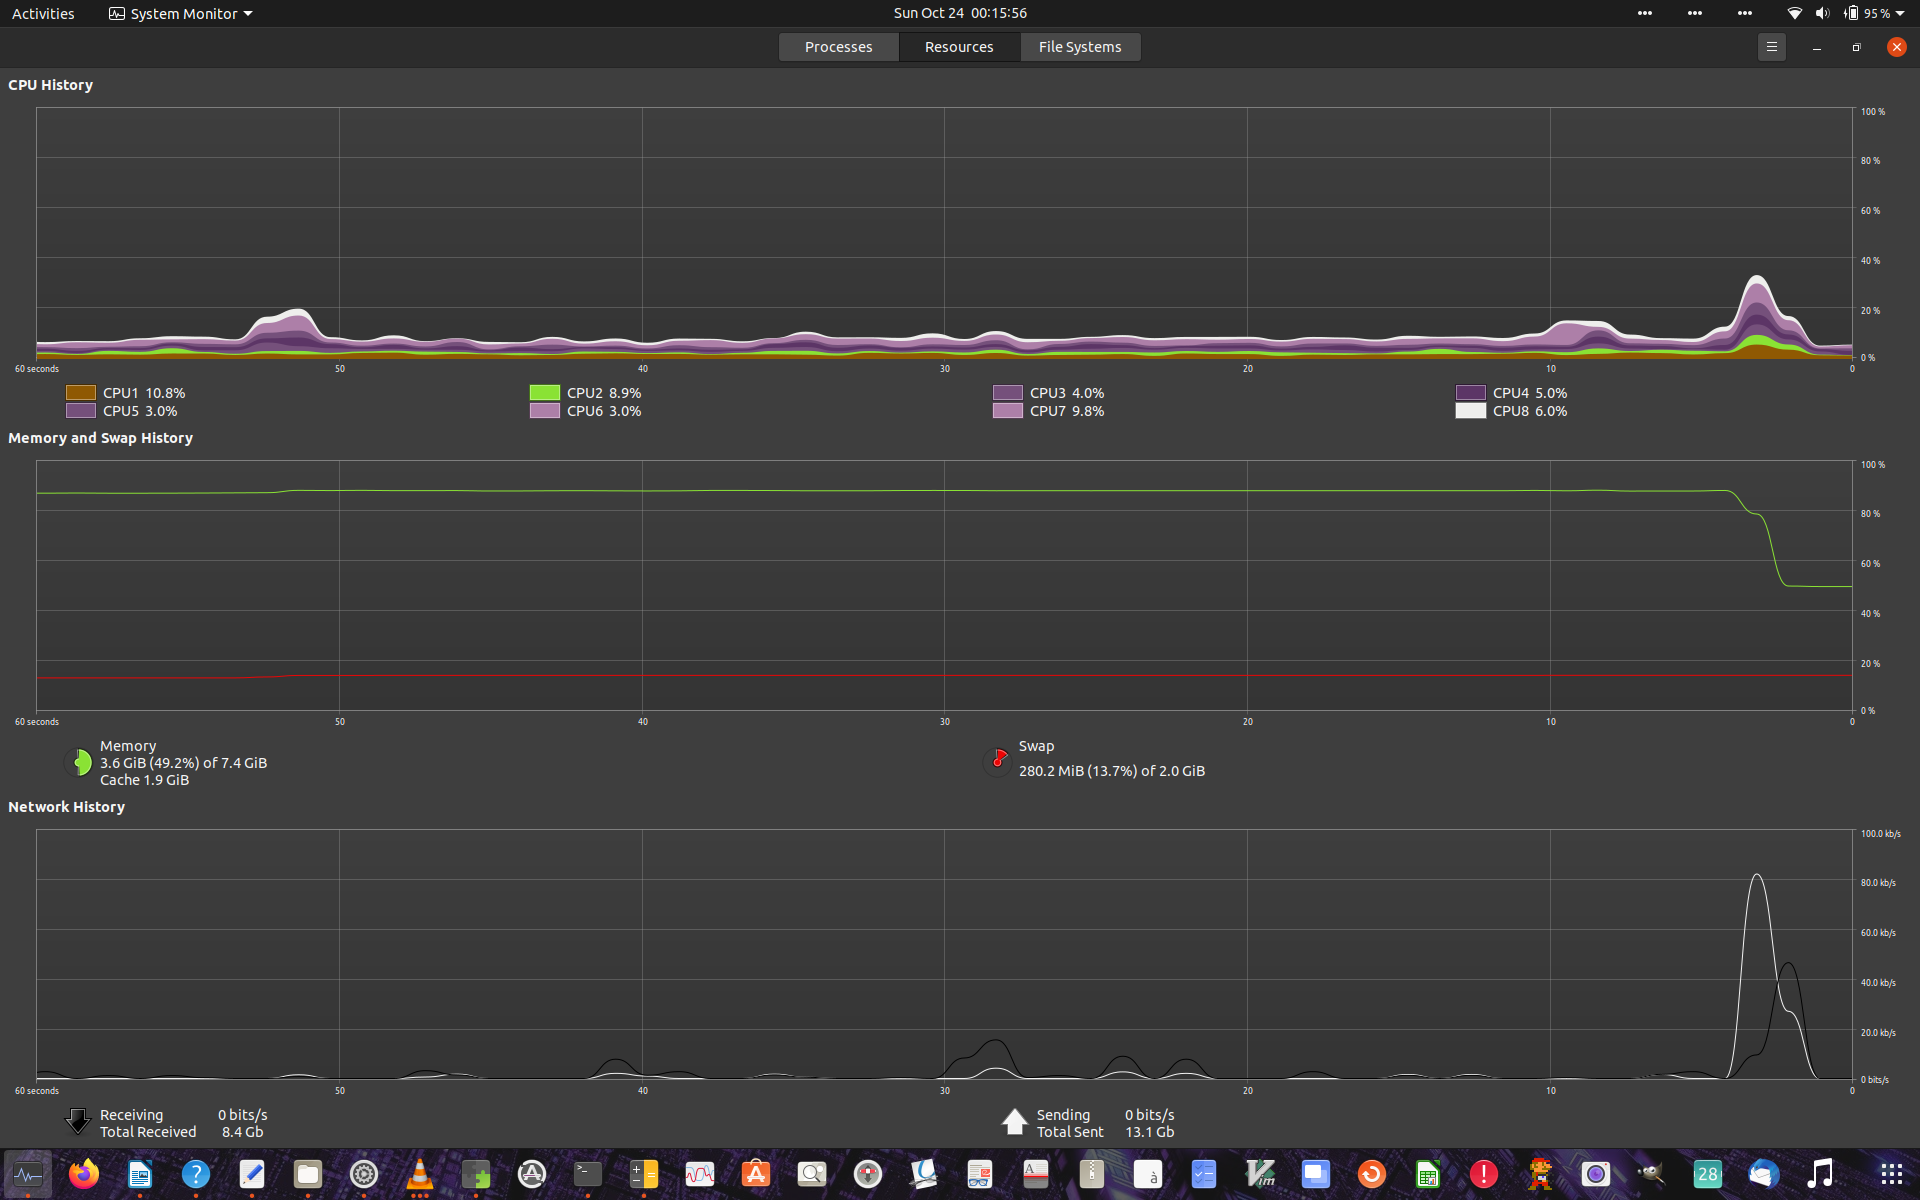 Activities System Monitor Sun Oct 24 00:15:56 95 %
Processes Resources File Systems
CPU History
100 %
80 %
60 %
40 %
20 %
0 %
60 seconds 50 40 30 20 10 0
CPU1 10.8% CPU2 8.9% CPU3 4.0% CPU4 5.0%
CPU5 3.0% CPU6 3.0% CPU7 9.8% CPU8 6.0%
Memory and Swap History
100 %
80 %
60 %
40 %
20 %
0 %
60 seconds 50 40 30 20 10 0
Memory
3.6 GiB (49.2%) of 7.4 GiB
Cache 1.9 GiB
Swap
280.2 MiB (13.7%) of 2.0 GiB
Network History
100.0 kb/s
80.0 kb/s
60.0 kb/s
40.0 kb/s
20.0 kb/s
0 bits/s
60 seconds 50 40 30 20 10 0
Receiving 0 bits/s
Total Received 8.4 Gb
Sending 0 bits/s
Total Sent 13.1 Gb
? >_ A à Vim ! 28